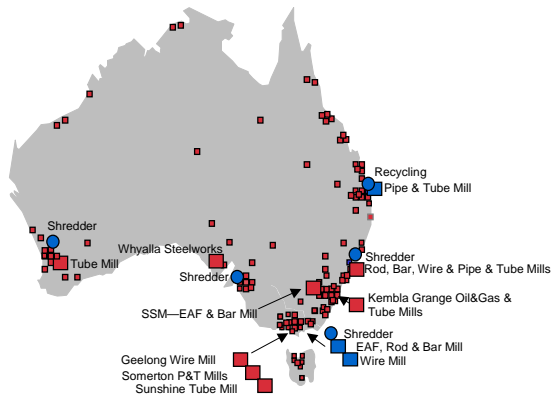 Recycling
Pipe & Tube Mill
Shredder
Tube Mill
Whyalla Steelworks
Shredder
Shredder
Rod, Bar, Wire & Pipe & Tube Mills
Kembla Grange Oil&Gas &
Tube Mills
SSM—EAF & Bar Mill
Shredder
EAF, Rod & Bar Mill
Wire Mill
Geelong Wire Mill
Somerton P&T Mills
Sunshine Tube Mill